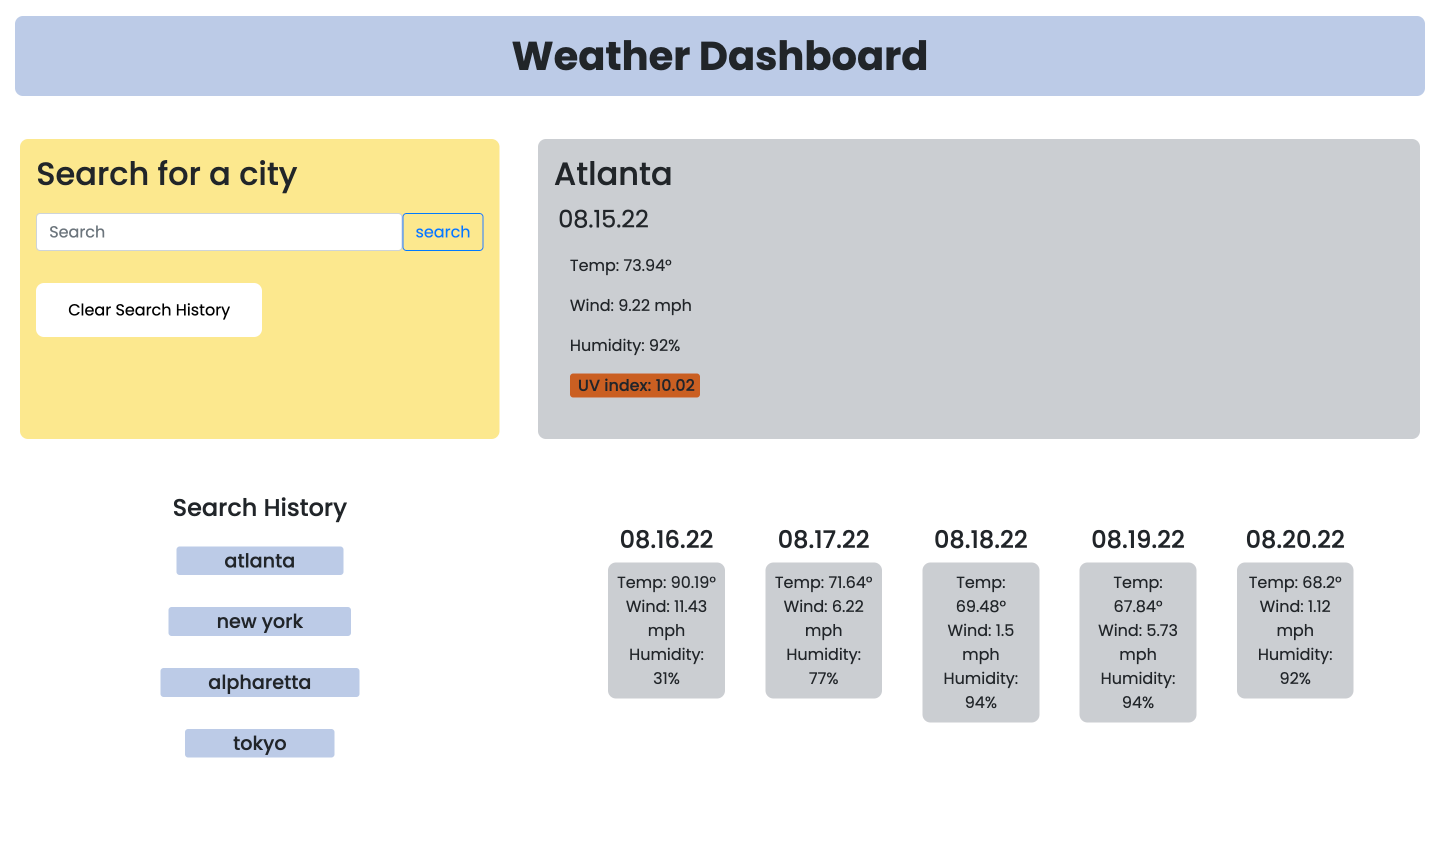 Weather Dashboard
Search for a city
Search
search
Clear Search History
Atlanta
08.15.22
Temp: 73.94°
Wind: 9.22 mph
Humidity: 92%
UV index: 10.02
Search History
atlanta
new york
alpharetta
tokyo
08.16.22
Temp: 90.19°
Wind: 11.43
mph
Humidity:
31%
08.17.22
Temp: 71.64°
Wind: 6.22
mph
Humidity:
77%
08.18.22
Temp:
69.48°
Wind: 1.5
mph
Humidity:
94%
08.19.22
Temp:
67.84°
Wind: 5.73
mph
Humidity:
94%
08.20.22
Temp: 68.2°
Wind: 1.12
mph
Humidity:
92%